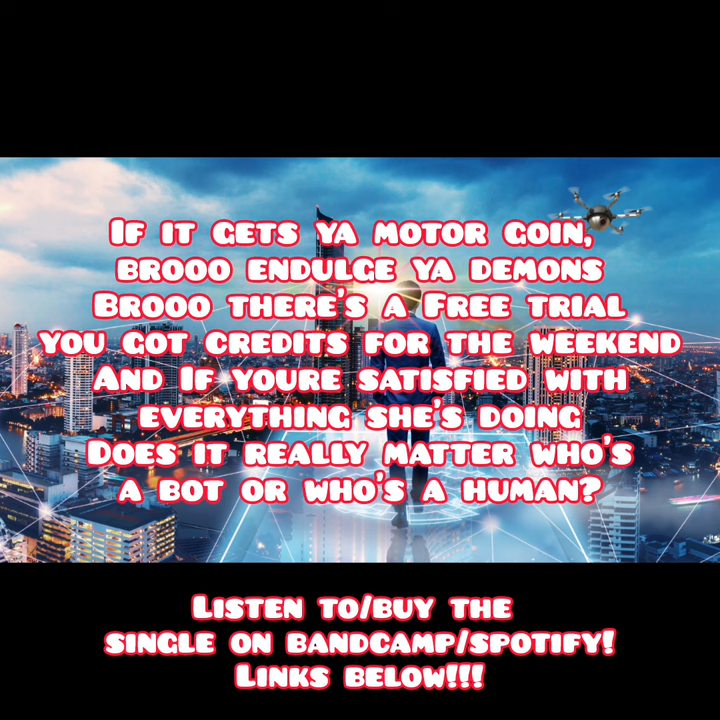 If it gets ya motor goin,
brooo endulge ya demons
Brooo there's a Free trial
you got credits for the weekend
And If youre satisfied with
everything she's doing
Does it really matter who's
a bot or who's a human?
Listen to/buy the
single on bandcamp/spotify!
Links below!!!